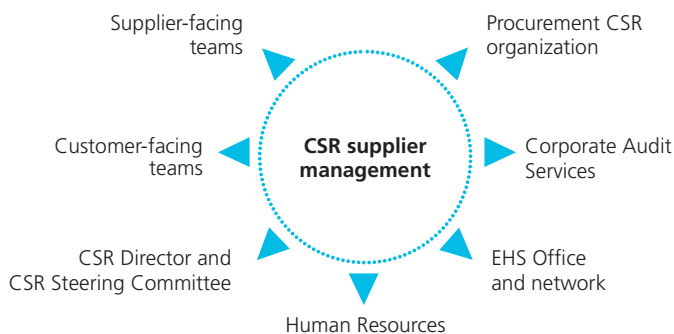 Supplier-facing
teams
Procurement CSR
organization
Customer-facing
teams
CSR supplier
management
Corporate Audit
Services
CSR Director and
CSR Steering Committee
EHS Office
and network
Human Resources